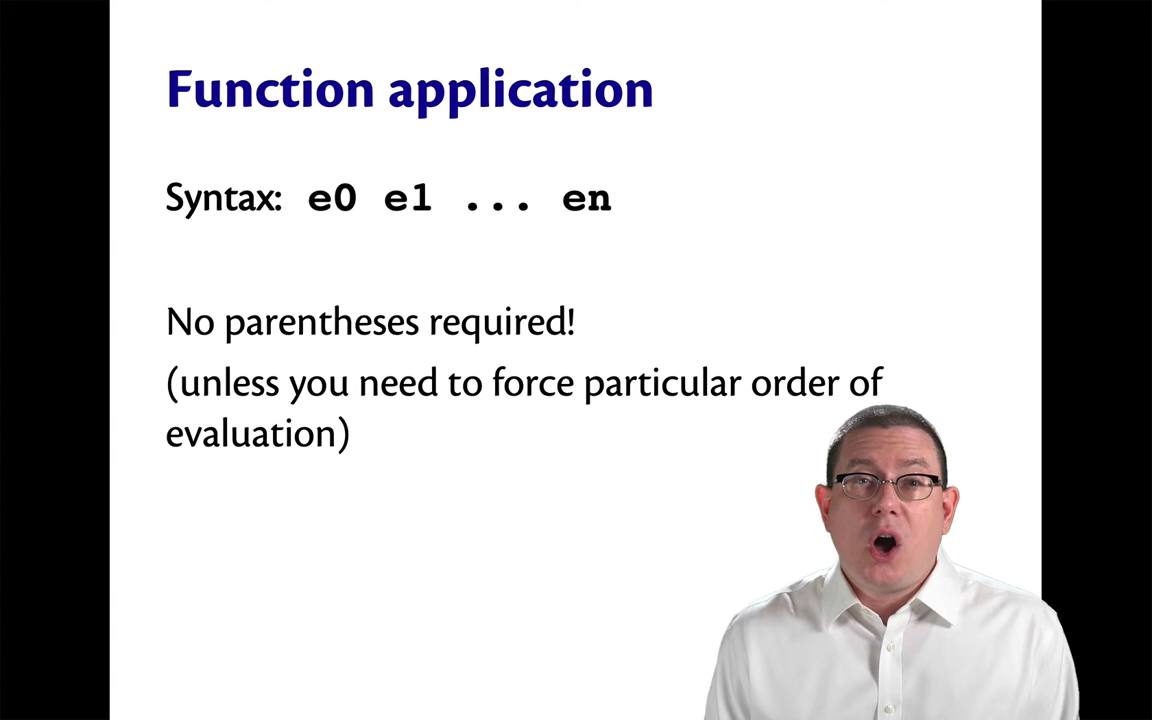 Function application
Syntax: e0 e1 ... en
No parentheses required!
(unless you need to force particular order of
evaluation)